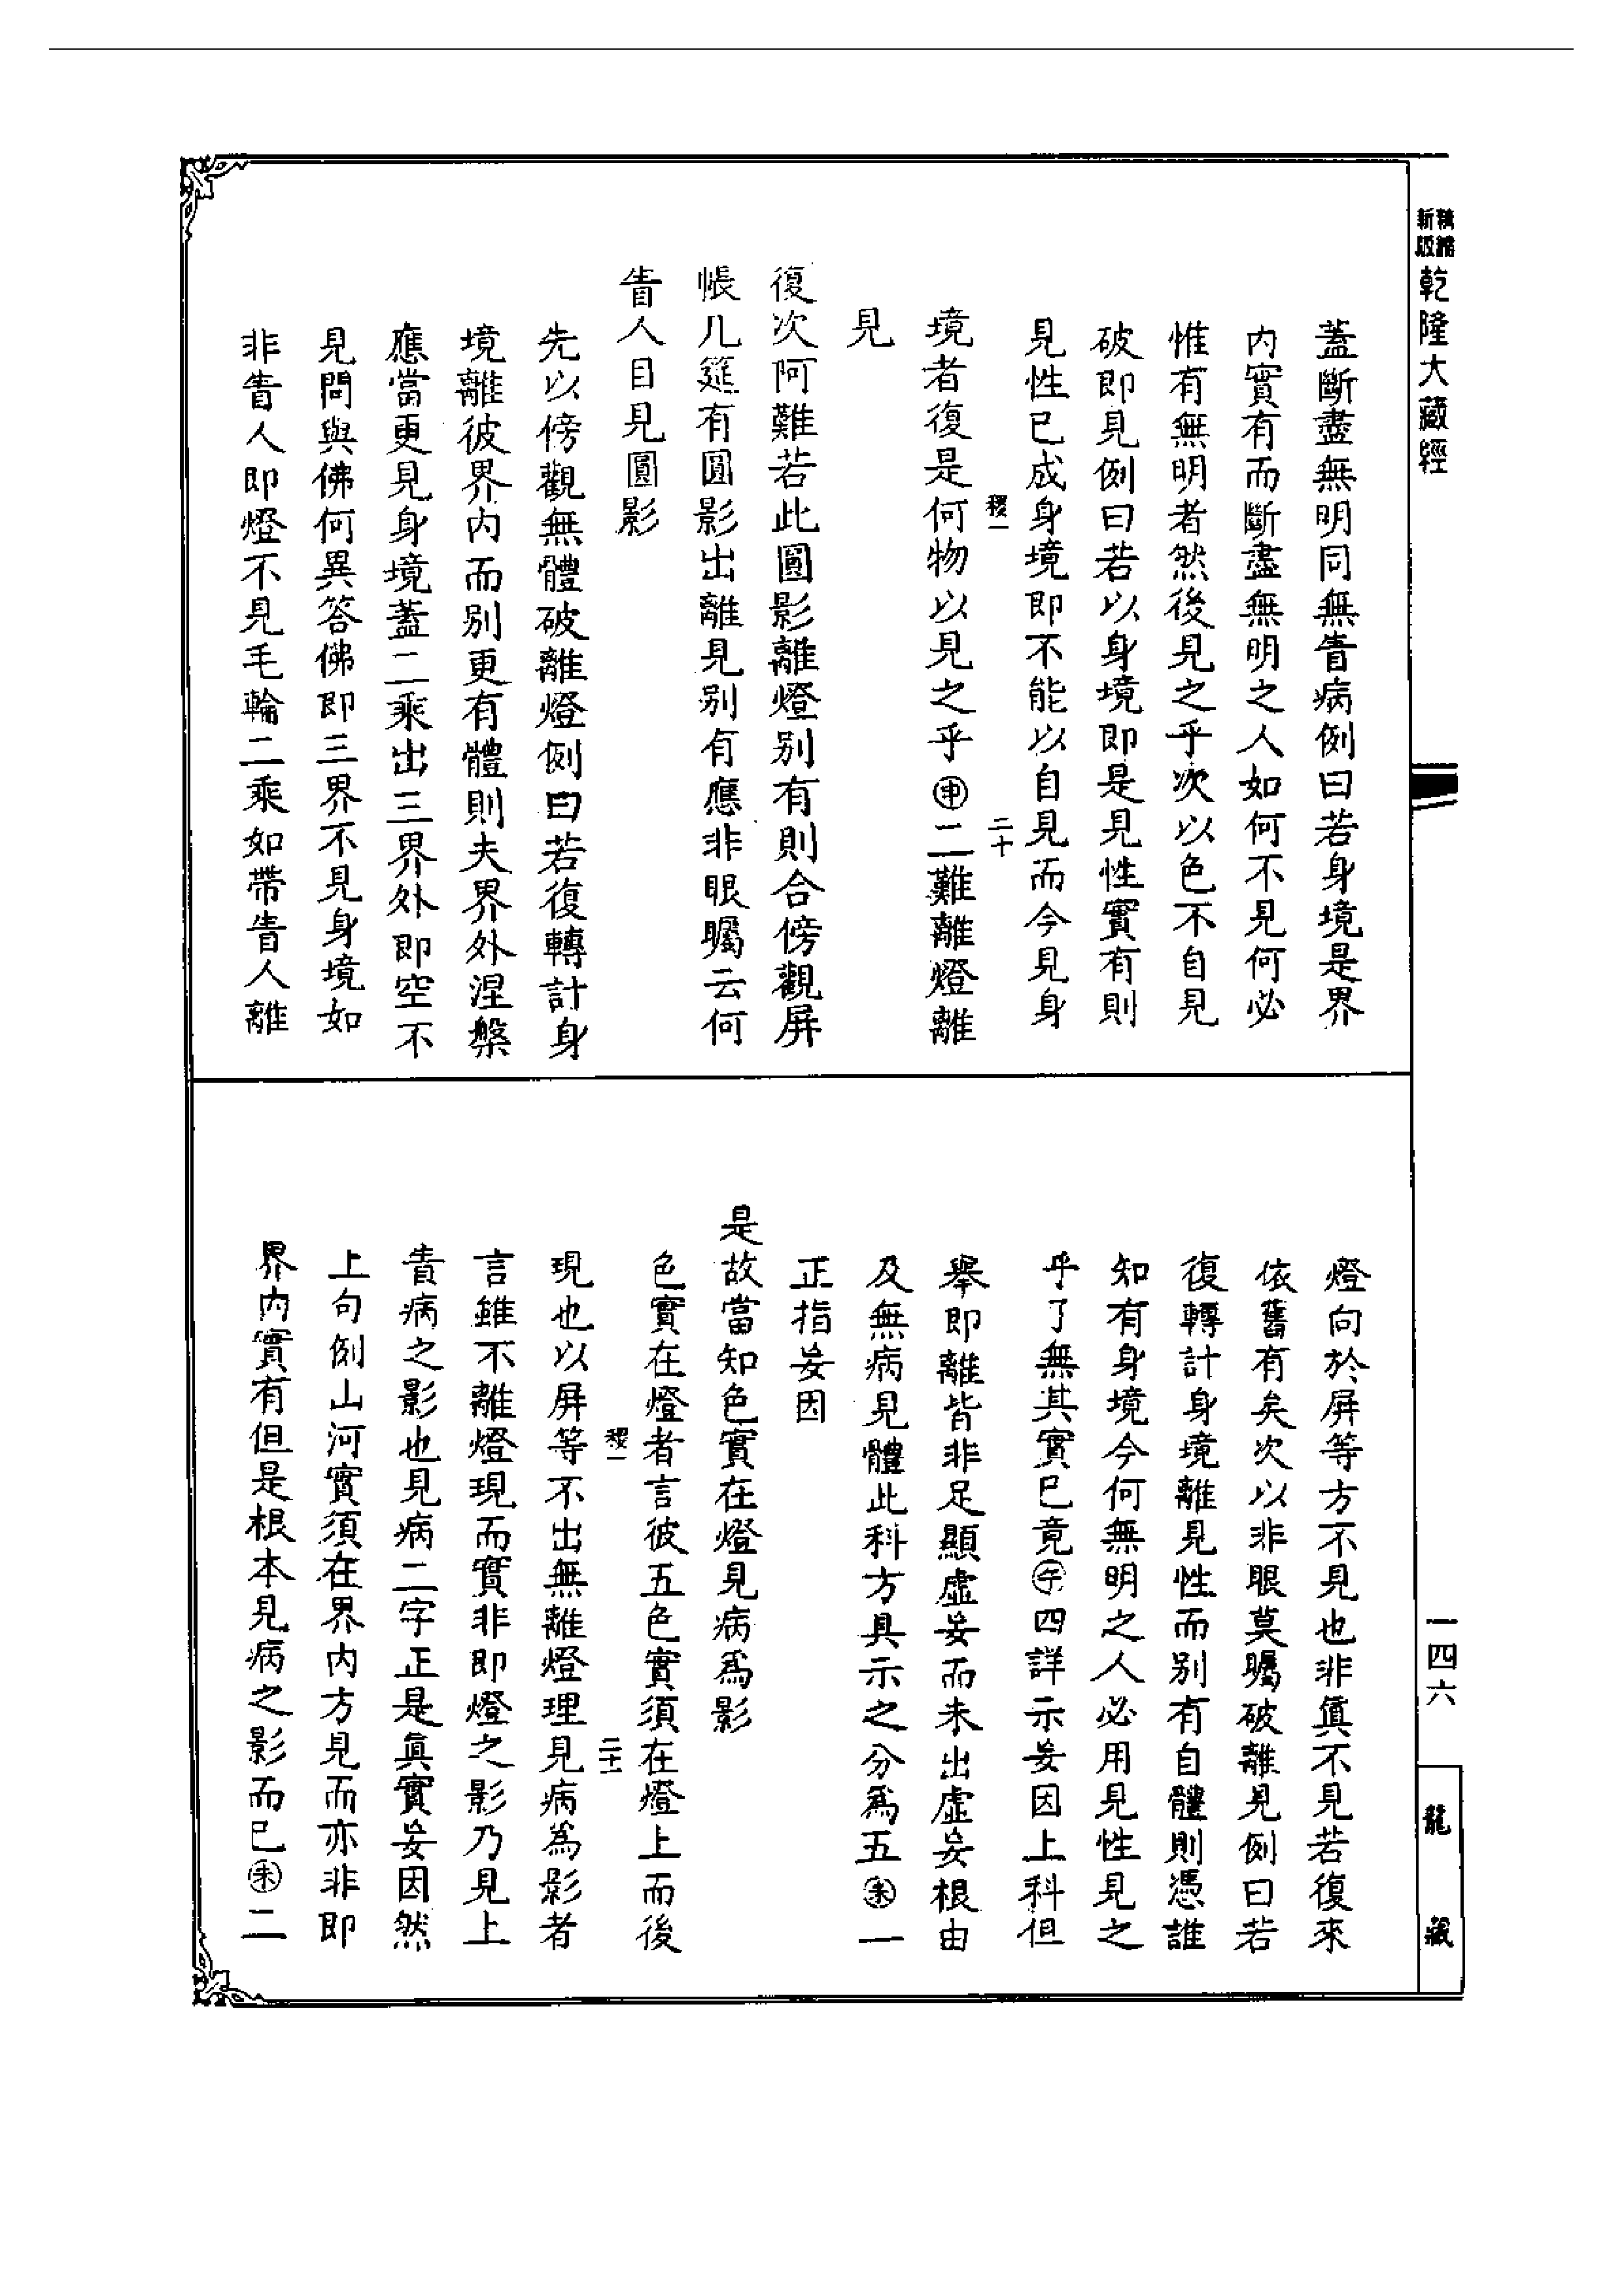 精縮
新版
乾隆大藏經
蓋斷盡無明同無眚病例曰若身境是界
內實有而斷盡無明之人如何不見何必
惟有無明者然後見之乎次以色不自見
破即見例曰若以身境即是見性實有則
見性已成身境即不能以自見而今見身
稷一
二十
境者復是何物以見之乎㊥二難離燈離
見
復次阿難若此圓影離燈別有則合傍觀屏
帳几筵有圓影出離見別有應非眼矚云何
眚人目見圓影
先以傍觀無體破離燈例曰若復轉計身
境離彼界內而別更有體則夫界外涅槃
應當更見身境蓋二乘出三界外即空不
見問與佛何異答佛即三界不見身境如
非眚人即燈不見毛輪二乘如帶眚人離
燈向於屏等方不見也非真不見若復來
依舊有矣次以非眼莫矚破離見例曰若
復轉計身境離見性而別有自體則憑誰
知有身境今何無明之人必用見性見之
乎了無其實巳竟午四詳示妄因上科但
舉即離皆非足顯虛妄而未出虛妄根由
及無病見體此科方具示之分為五未一
正指妄因
是故當知色實在燈見病為影
色實在燈者言彼五色實須在燈上而後
稷一
二十一
現也以屏等不出無離燈理見病為影者
言雖不離燈現而實非即燈之影乃見上
眚病之影也見病二字正是真實妄因然
上句例山河實須在界內方見而亦非即
界內實有但是根本見病之影而已未二
一四六
龍藏